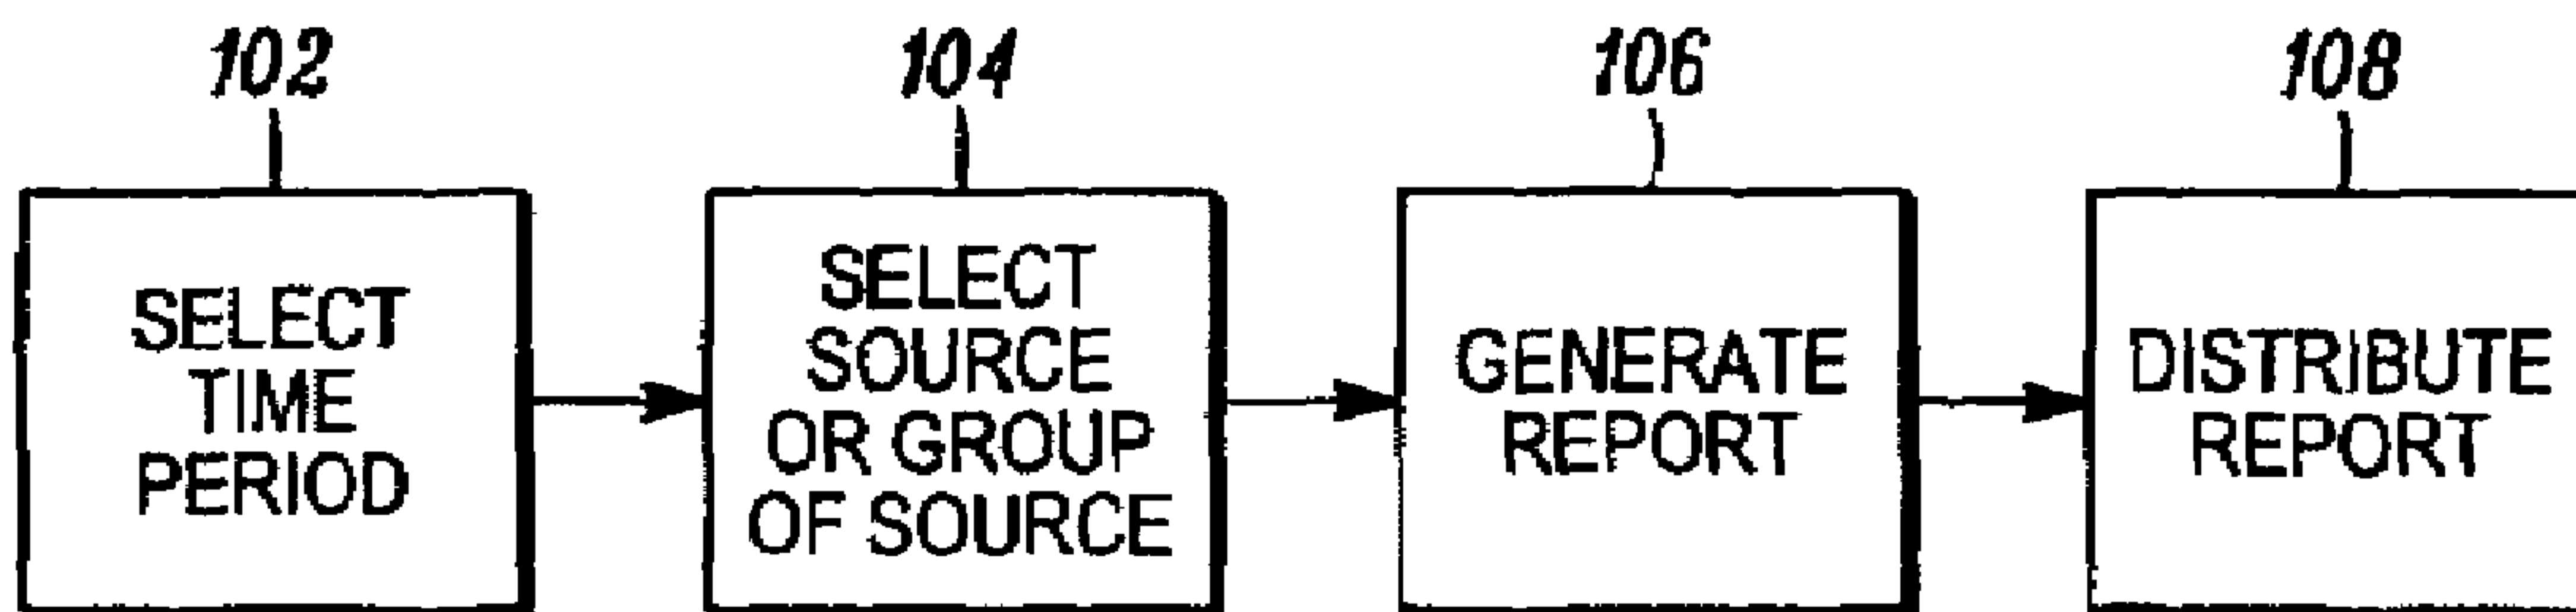 102
104
106
108
SELECT
TIME
PERIOD
SELECT
SOURCE
OR GROUP
OF SOURCE
GENERATE
REPORT
DISTRIBUTE
REPORT